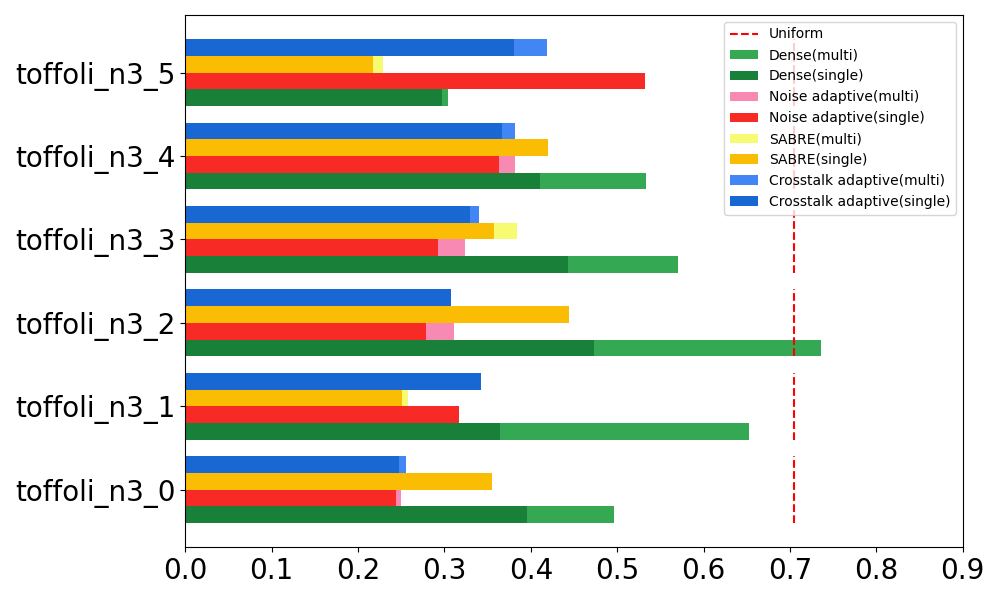 toffoli_n3_5
toffoli_n3_4
toffoli_n3_3
toffoli_n3_2
toffoli_n3_1
toffoli_n3_0
Uniform
Dense(multi)
Dense(single)
Noise adaptive(multi)
Noise adaptive(single)
SABRE(multi)
SABRE(single)
Crosstalk adaptive(multi)
Crosstalk adaptive(single)
0.0 0.1 0.2 0.3 0.4 0.5 0.6 0.7 0.8 0.9